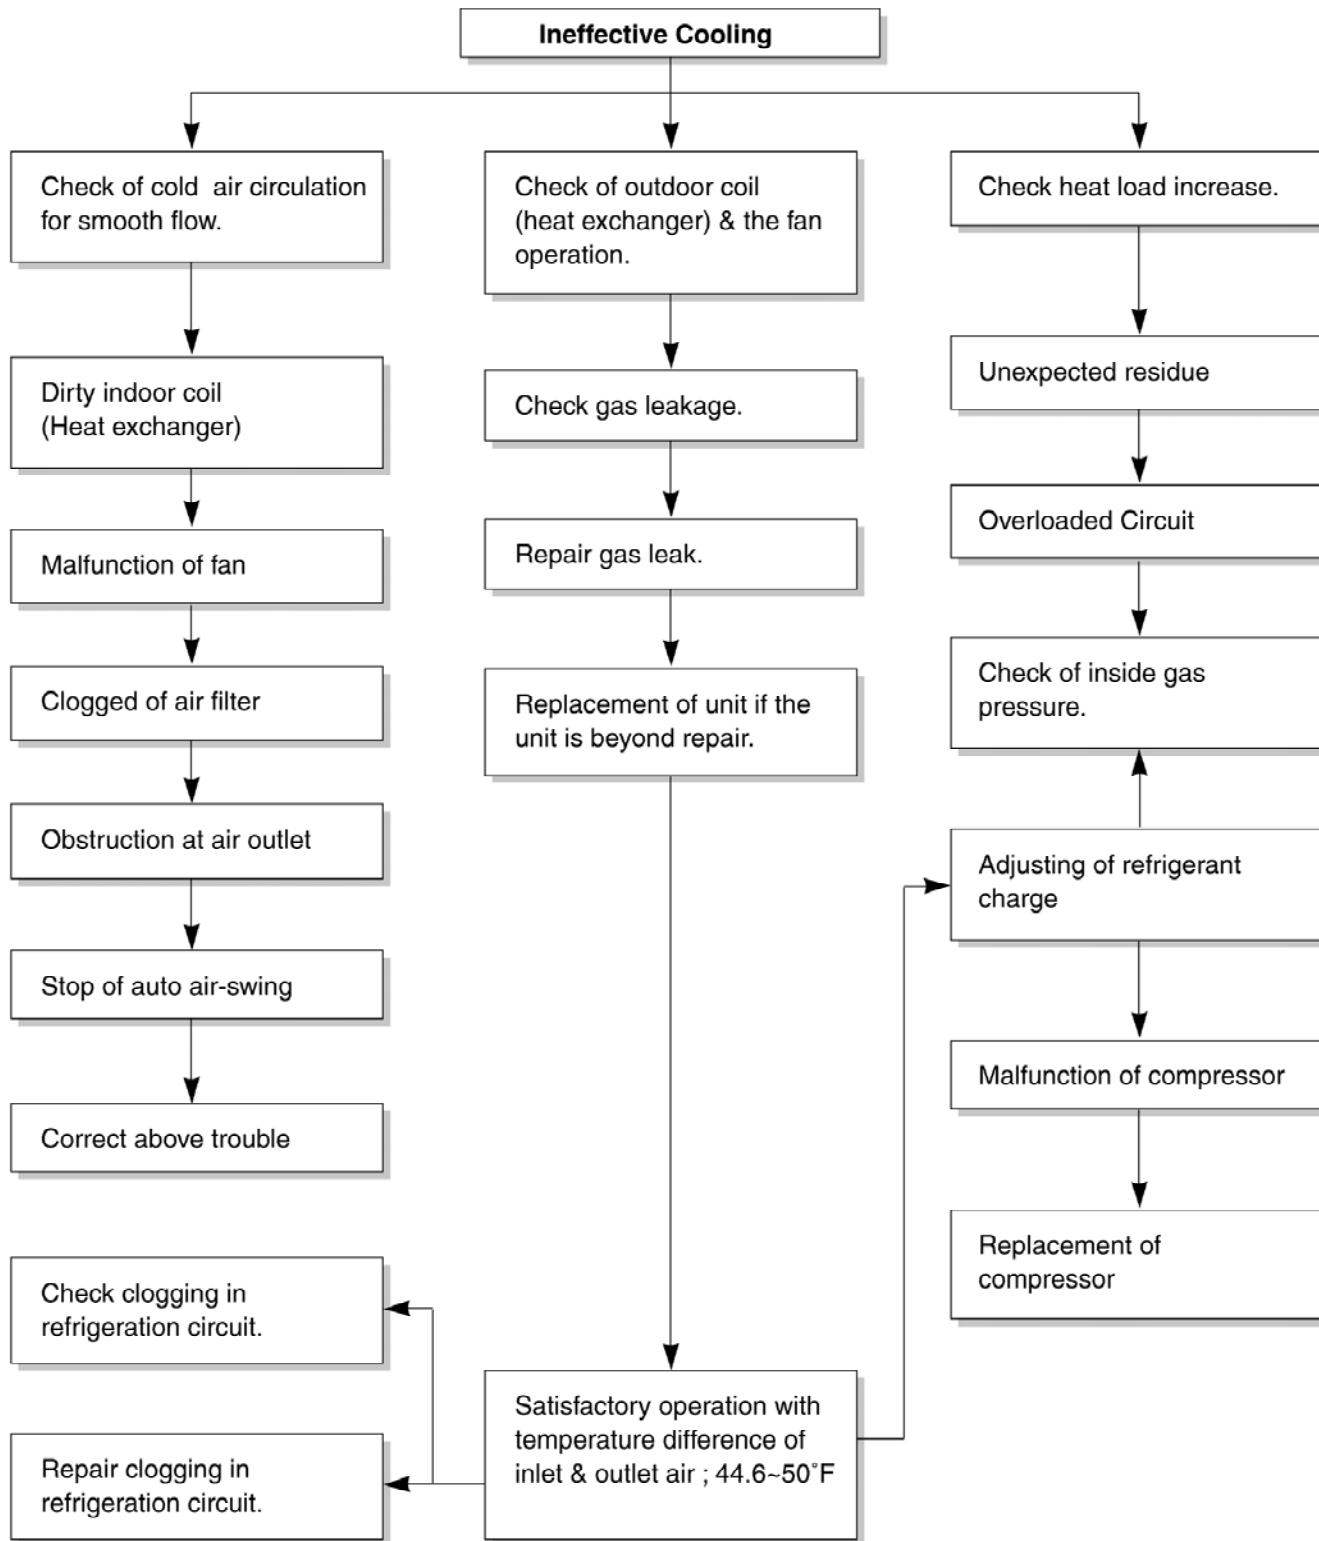 Ineffective Cooling
Check of cold air circulation
for smooth flow.
Dirty indoor coil
(Heat exchanger)
Malfunction of fan
Clogged of air filter
Obstruction at air outlet
Stop of auto air-swing
Correct above trouble
Check clogging in
refrigeration circuit.
Repair clogging in
refrigeration circuit.
Check of outdoor coil
(heat exchanger) & the fan
operation.
Check gas leakage.
Repair gas leak.
Replacement of unit if the
unit is beyond repair.
Satisfactory operation with
temperature difference of
inlet & outlet air ; 44.6~50°F
Check heat load increase.
Unexpected residue
Overloaded Circuit
Check of inside gas
pressure.
Adjusting of refrigerant
charge
Malfunction of compressor
Replacement of
compressor